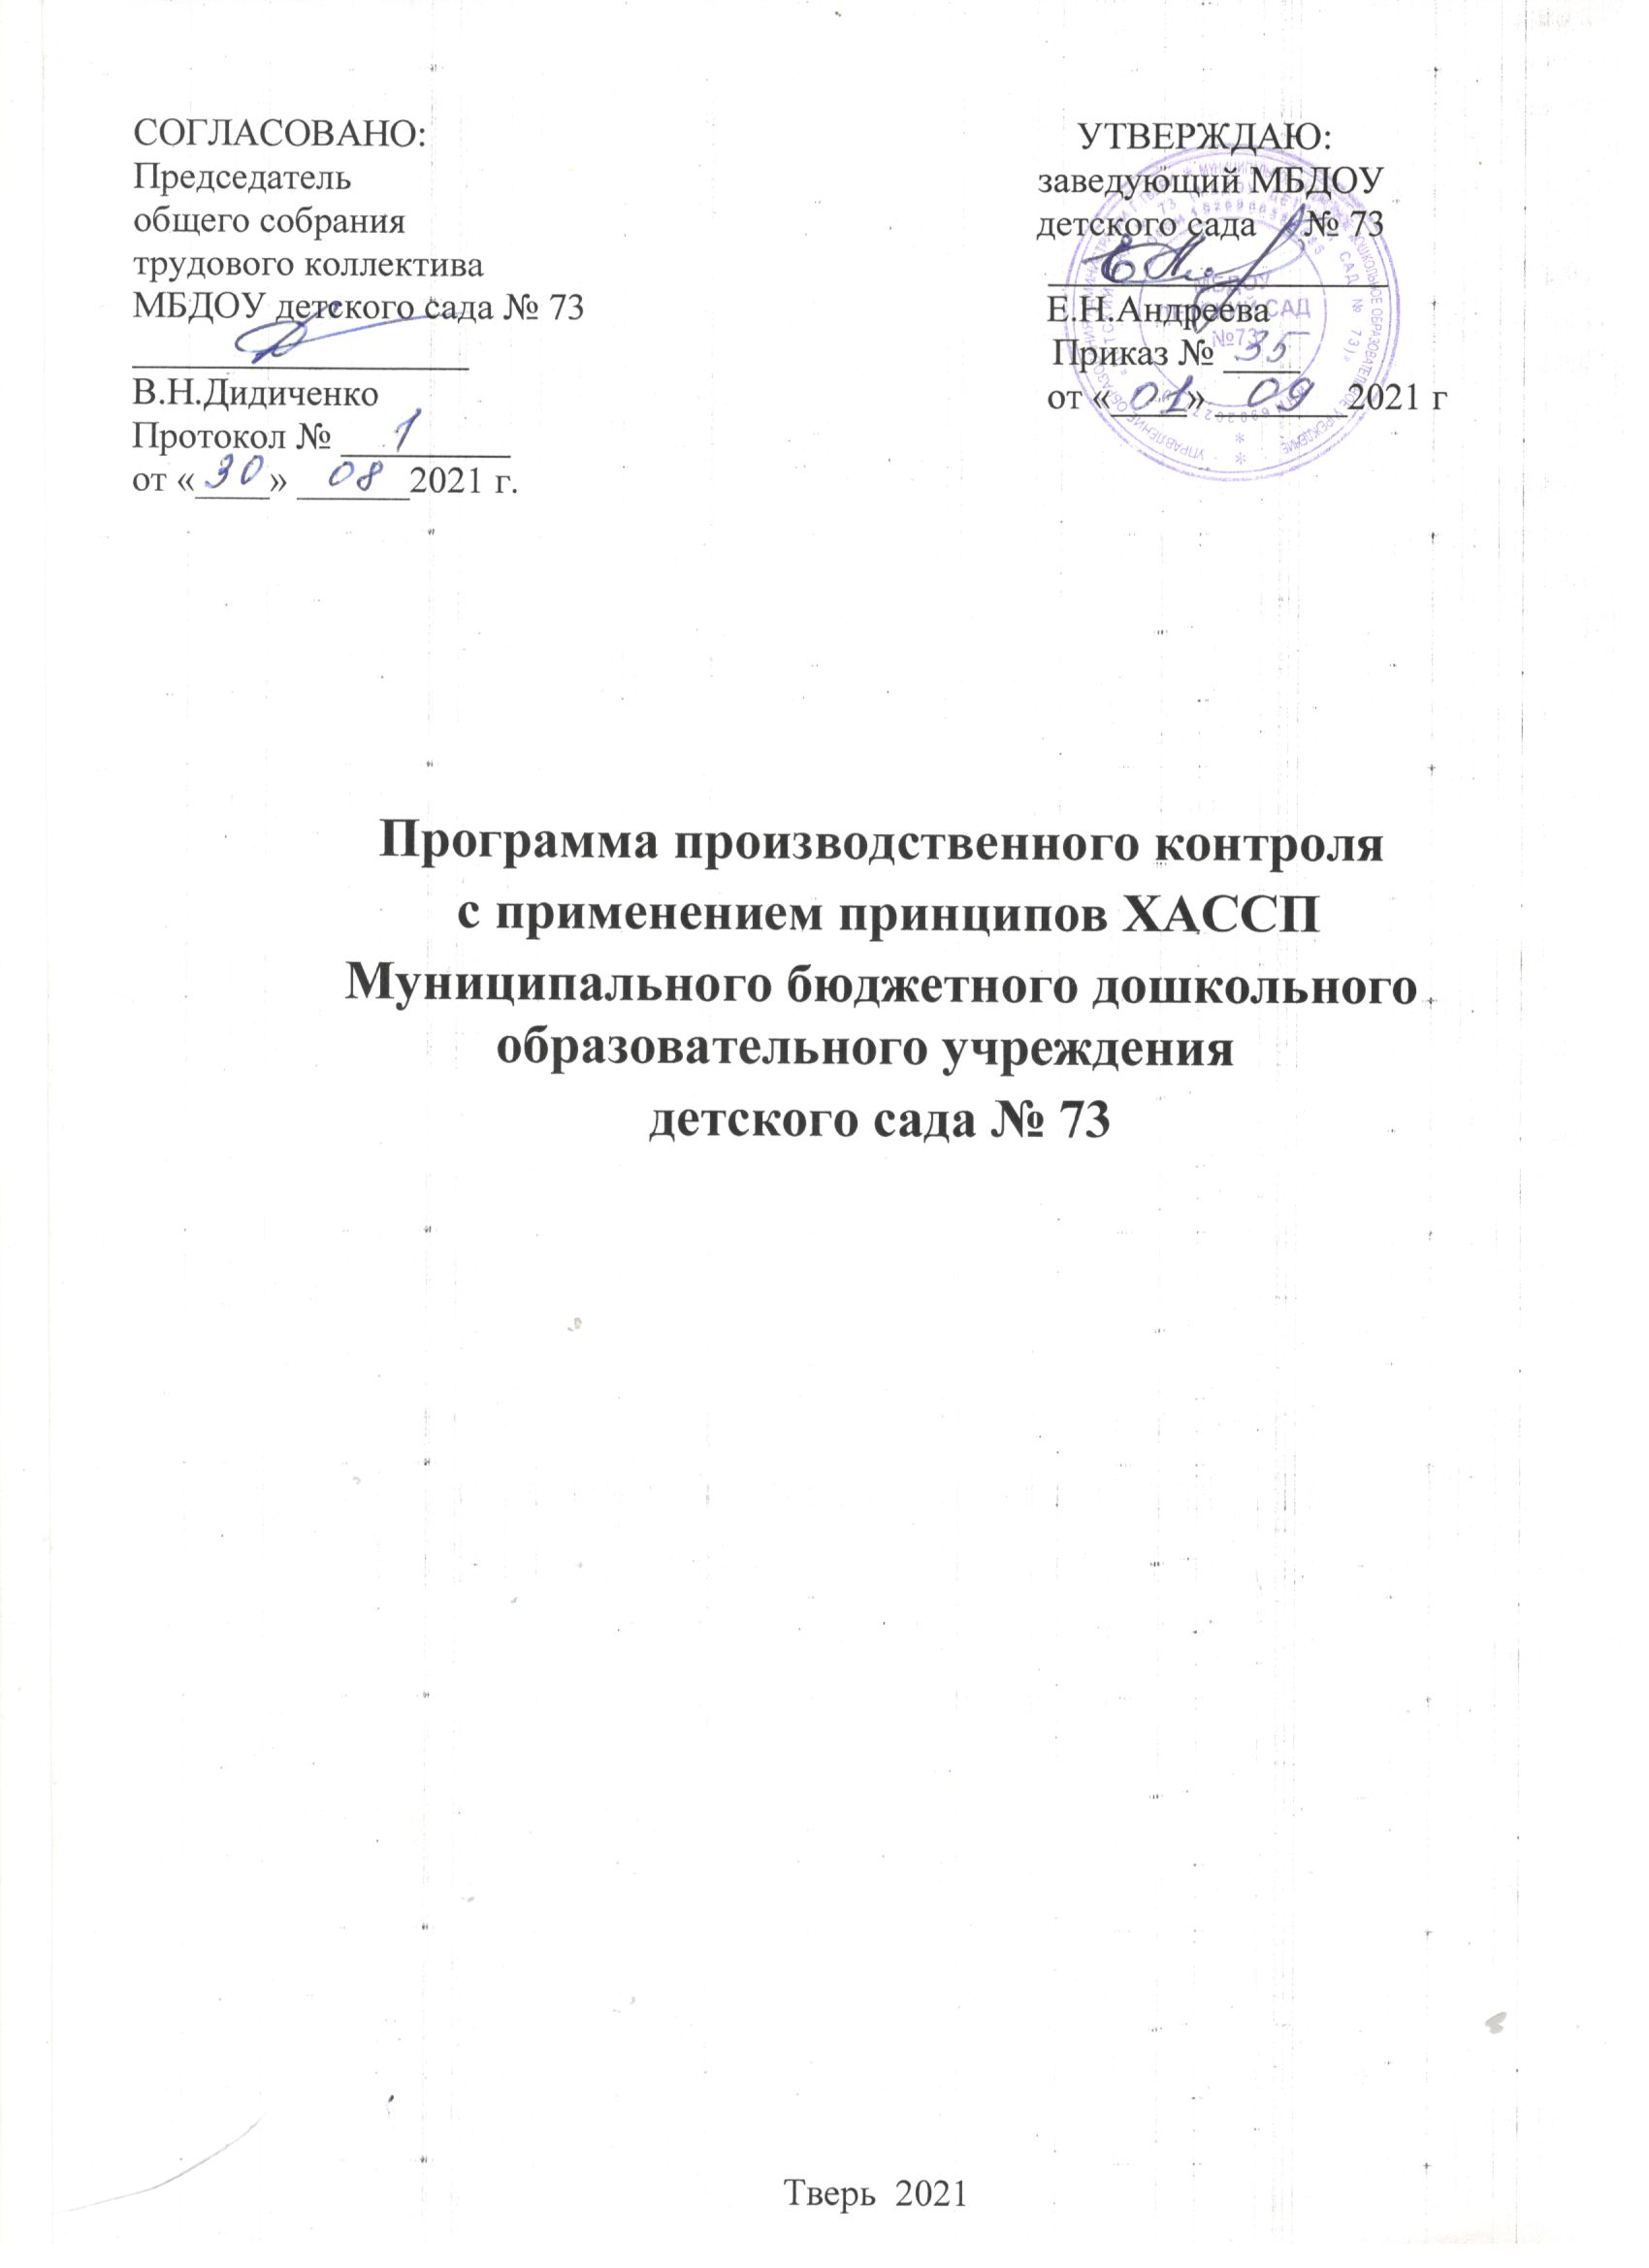 СОГЛАСОВАНО:
Председатель
общего собрания
трудового коллектива
МБДОУ детского сада № 73
В.Н.Дидиченко
Протокол № 1
от «30» 08 2021 г.
УТВЕРЖДАЮ:
заведующий МБДОУ
детского сада № 73
Е.Н.Андреева
Приказ № 35
от «01» 09 2021 г
САД
№73
Программа производственного контроля
с применением принципов ХАССП
Муниципального бюджетного дошкольного
образовательного учреждения
детского сада № 73
Тверь 2021